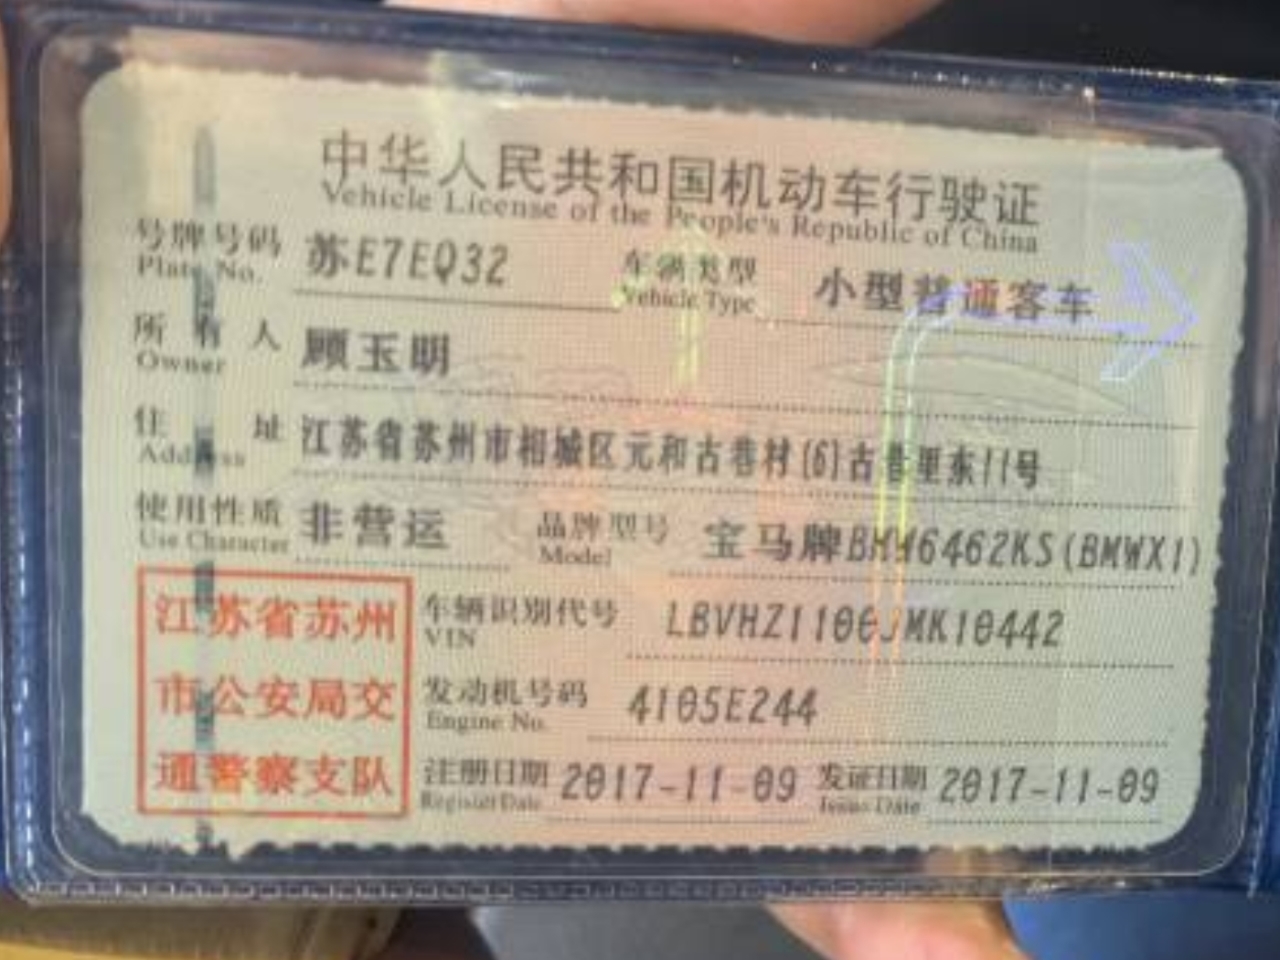 中华人民共和国机动车行驶证
Vehicle License of the People's Republic of China
号牌号码 苏E7EQ32 车辆类型 小型普通客车
Plate No. Vehicle Type
所有人 顾玉明
Owner
住址 江苏省苏州市相城区元和古巷村(6)古巷里东11号
Address
使用性质 非营运 品牌型号 宝马牌BMW6462KS(BMWX1)
Use Character Model
江苏省苏州 车辆识别代号 LBVHZ1100JMK10442
VIN
市公安局交 发动机号码 4105E244
Engine No.
通警察支队 注册日期 2017-11-09 发证日期 2017-11-09
Register Date Issue Date